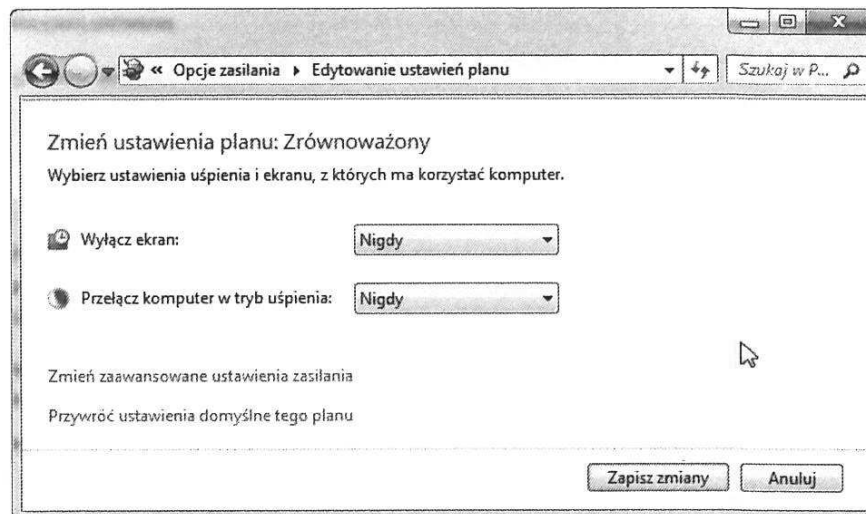 « Opcje zasilania ▸ Edytowanie ustawień planu
Szukaj w P...
Zmień ustawienia planu: Zrównoważony
Wybierz ustawienia uśpienia i ekranu, z których ma korzystać komputer.
Wyłącz ekran: Nigdy
Przełącz komputer w tryb uśpienia: Nigdy
Zmień zaawansowane ustawienia zasilania
Przywróć ustawienia domyślne tego planu
Zapisz zmiany Anuluj